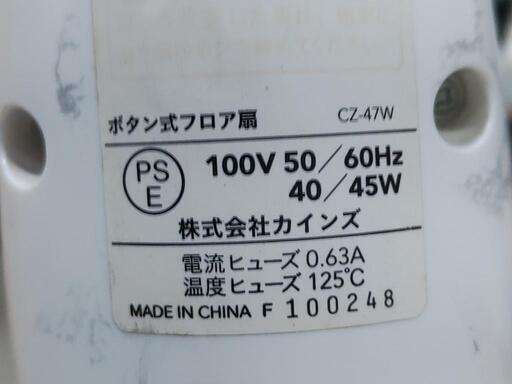 ボタン式フロア扇 CZ-47W
PS
E
100V 50／60Hz
40／45W
株式会社カインズ
電流ヒューズ 0.63A
温度ヒューズ 125℃
MADE IN CHINA F 100248